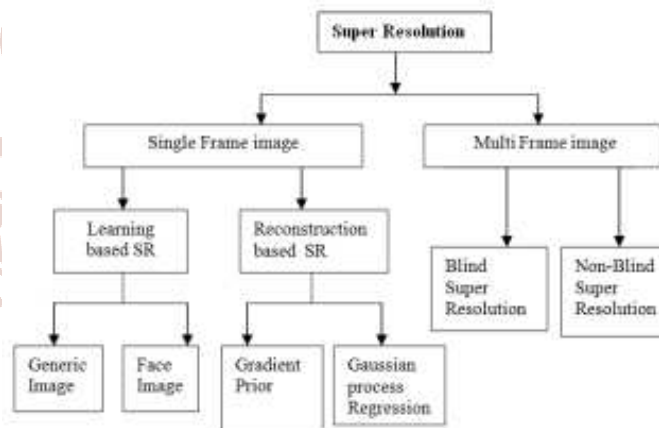 Super Resolution
Single Frame image
Multi Frame image
Learning
based SR
Reconstruction
based SR
Blind
Super
Resolution
Non-Blind
Super
Resolution
Generic
Image
Face
Image
Gradient
Prior
Gaussian
process
Regression